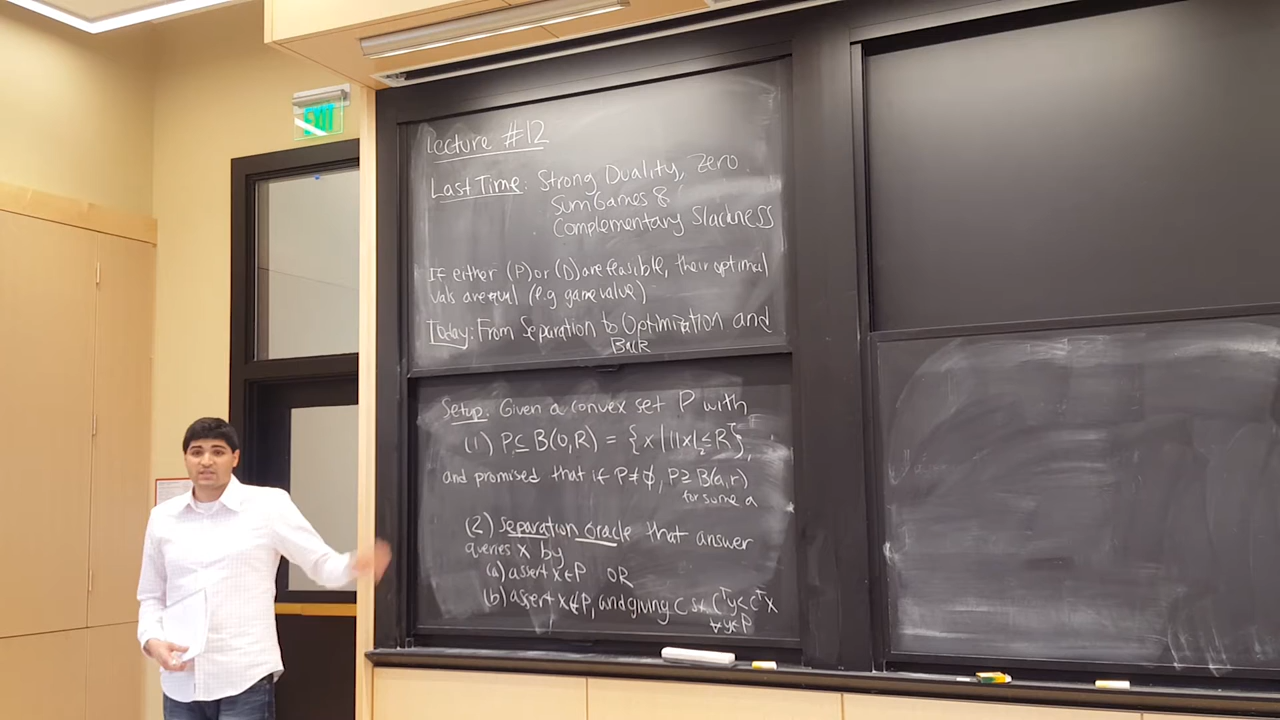 EXIT
Lecture #12
Last Time: Strong Duality, Zero
Sum Games &
Complementary Slackness
If either (P) or (D) are feasible, their optimal
vals are equal (e.g. game value)
Today: From Separation to Optimization and
Back
Setup: Given a convex set P with
(1) P ⊆ B(0,R) = {x | ||x||₂ ≤ R},
and promised that if P ≠ ∅, P ⊇ B(a,r)
for some a
(2) Separation Oracle that answer
queries x by
(a) assert x ∈ P OR
(b) assert x ∉ P, and giving C s.t. Cᵀy < Cᵀx
∀ y ∈ P